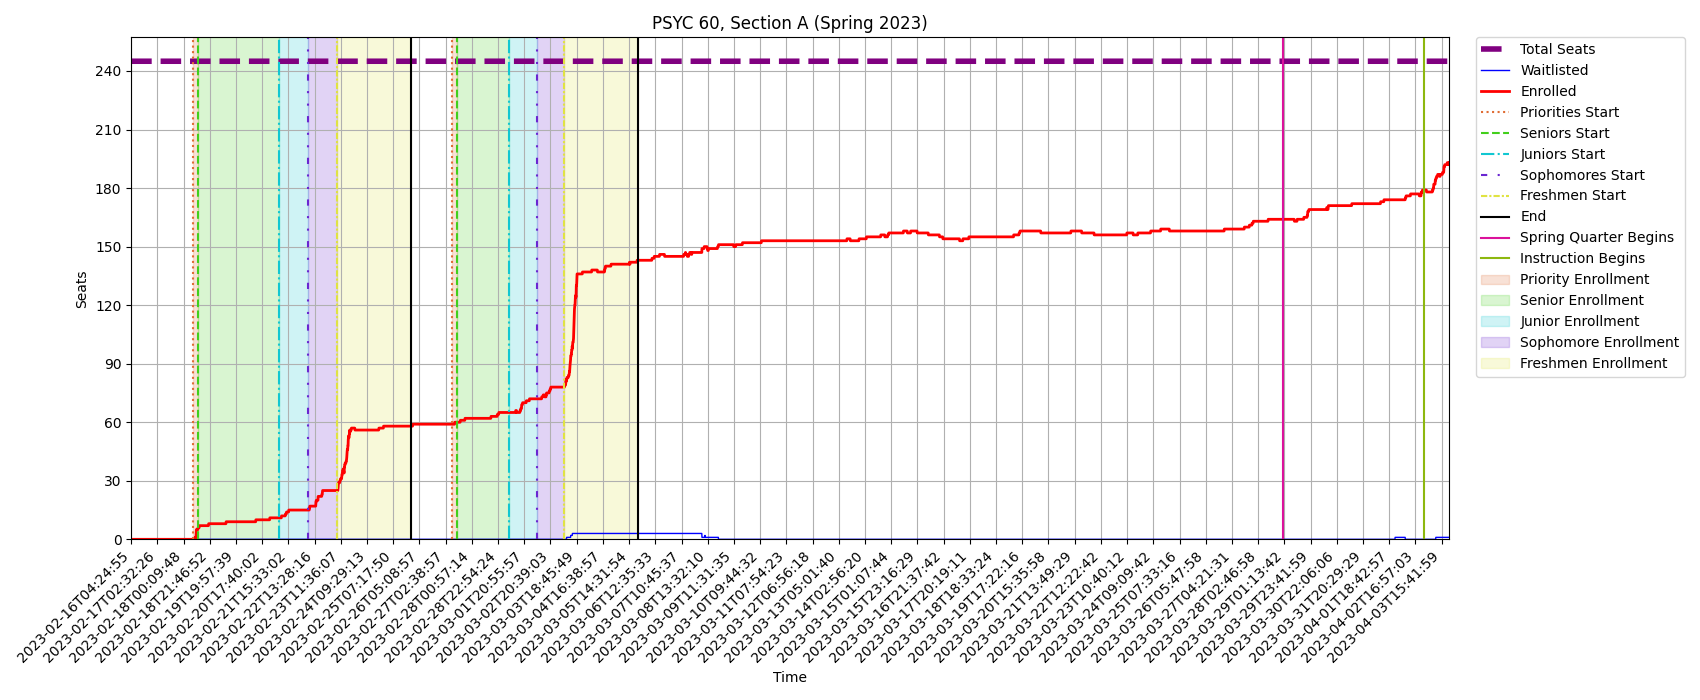 PSYC 60, Section A (Spring 2023)
Seats
240
210
180
150
120
90
60
30
0
2023-02-16T04:24:55
2023-02-17T02:32:26
2023-02-18T00:09:48
2023-02-18T21:46:52
2023-02-19T19:57:39
2023-02-20T17:40:02
2023-02-21T15:33:02
2023-02-22T13:28:16
2023-02-23T11:36:07
2023-02-24T09:29:13
2023-02-25T07:17:50
2023-02-26T05:08:57
2023-02-27T02:38:57
2023-02-28T00:57:14
2023-02-28T22:54:24
2023-03-01T20:55:57
2023-03-02T20:39:03
2023-03-03T18:45:49
2023-03-04T16:38:57
2023-03-05T14:31:54
2023-03-06T12:35:33
2023-03-07T10:45:37
2023-03-08T13:32:10
2023-03-09T11:31:35
2023-03-10T09:44:32
2023-03-11T07:54:23
2023-03-12T06:56:18
2023-03-13T05:01:40
2023-03-14T02:56:20
2023-03-15T01:07:44
2023-03-15T23:16:29
2023-03-16T21:37:42
2023-03-17T20:19:11
2023-03-18T18:33:24
2023-03-19T17:22:16
2023-03-20T15:35:58
2023-03-21T13:49:29
2023-03-22T12:22:42
2023-03-23T10:40:12
2023-03-24T09:09:42
2023-03-25T07:33:16
2023-03-26T05:47:58
2023-03-27T04:21:31
2023-03-28T02:46:58
2023-03-29T01:13:42
2023-03-29T23:41:59
2023-03-30T22:06:06
2023-03-31T20:29:29
2023-04-01T18:42:57
2023-04-02T16:57:03
2023-04-03T15:41:59
Time
Total Seats
Waitlisted
Enrolled
Priorities Start
Seniors Start
Juniors Start
Sophomores Start
Freshmen Start
End
Spring Quarter Begins
Instruction Begins
Priority Enrollment
Senior Enrollment
Junior Enrollment
Sophomore Enrollment
Freshmen Enrollment